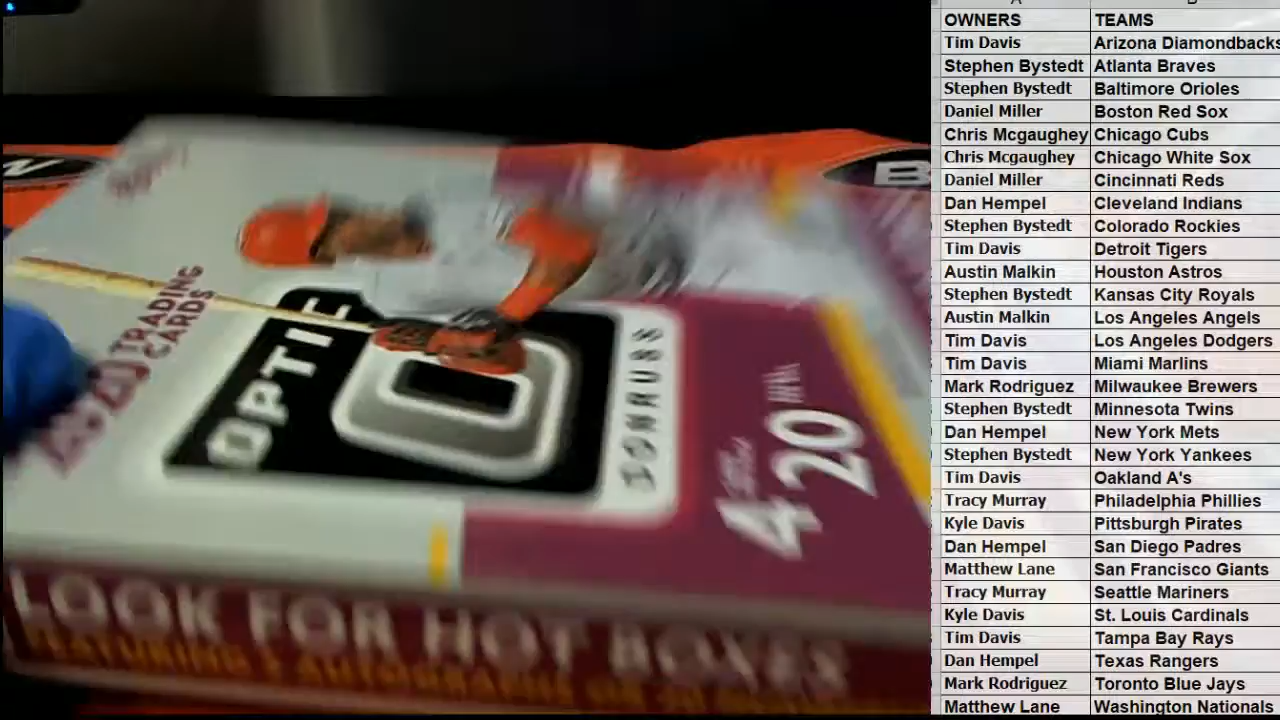 TRADING
CARDS
OPTIC
DONRUSS
4
20
LOOK FOR HOT BOXES
FEATURING
OWNERS TEAMS
Tim Davis Arizona Diamondbacks
Stephen Bystedt Atlanta Braves
Stephen Bystedt Baltimore Orioles
Daniel Miller Boston Red Sox
Chris Mcgaughey Chicago Cubs
Chris Mcgaughey Chicago White Sox
Daniel Miller Cincinnati Reds
Dan Hempel Cleveland Indians
Stephen Bystedt Colorado Rockies
Tim Davis Detroit Tigers
Austin Malkin Houston Astros
Stephen Bystedt Kansas City Royals
Austin Malkin Los Angeles Angels
Tim Davis Los Angeles Dodgers
Tim Davis Miami Marlins
Mark Rodriguez Milwaukee Brewers
Stephen Bystedt Minnesota Twins
Dan Hempel New York Mets
Stephen Bystedt New York Yankees
Tim Davis Oakland A's
Tracy Murray Philadelphia Phillies
Kyle Davis Pittsburgh Pirates
Dan Hempel San Diego Padres
Matthew Lane San Francisco Giants
Tracy Murray Seattle Mariners
Kyle Davis St. Louis Cardinals
Tim Davis Tampa Bay Rays
Dan Hempel Texas Rangers
Mark Rodriguez Toronto Blue Jays
Matthew Lane Washington Nationals